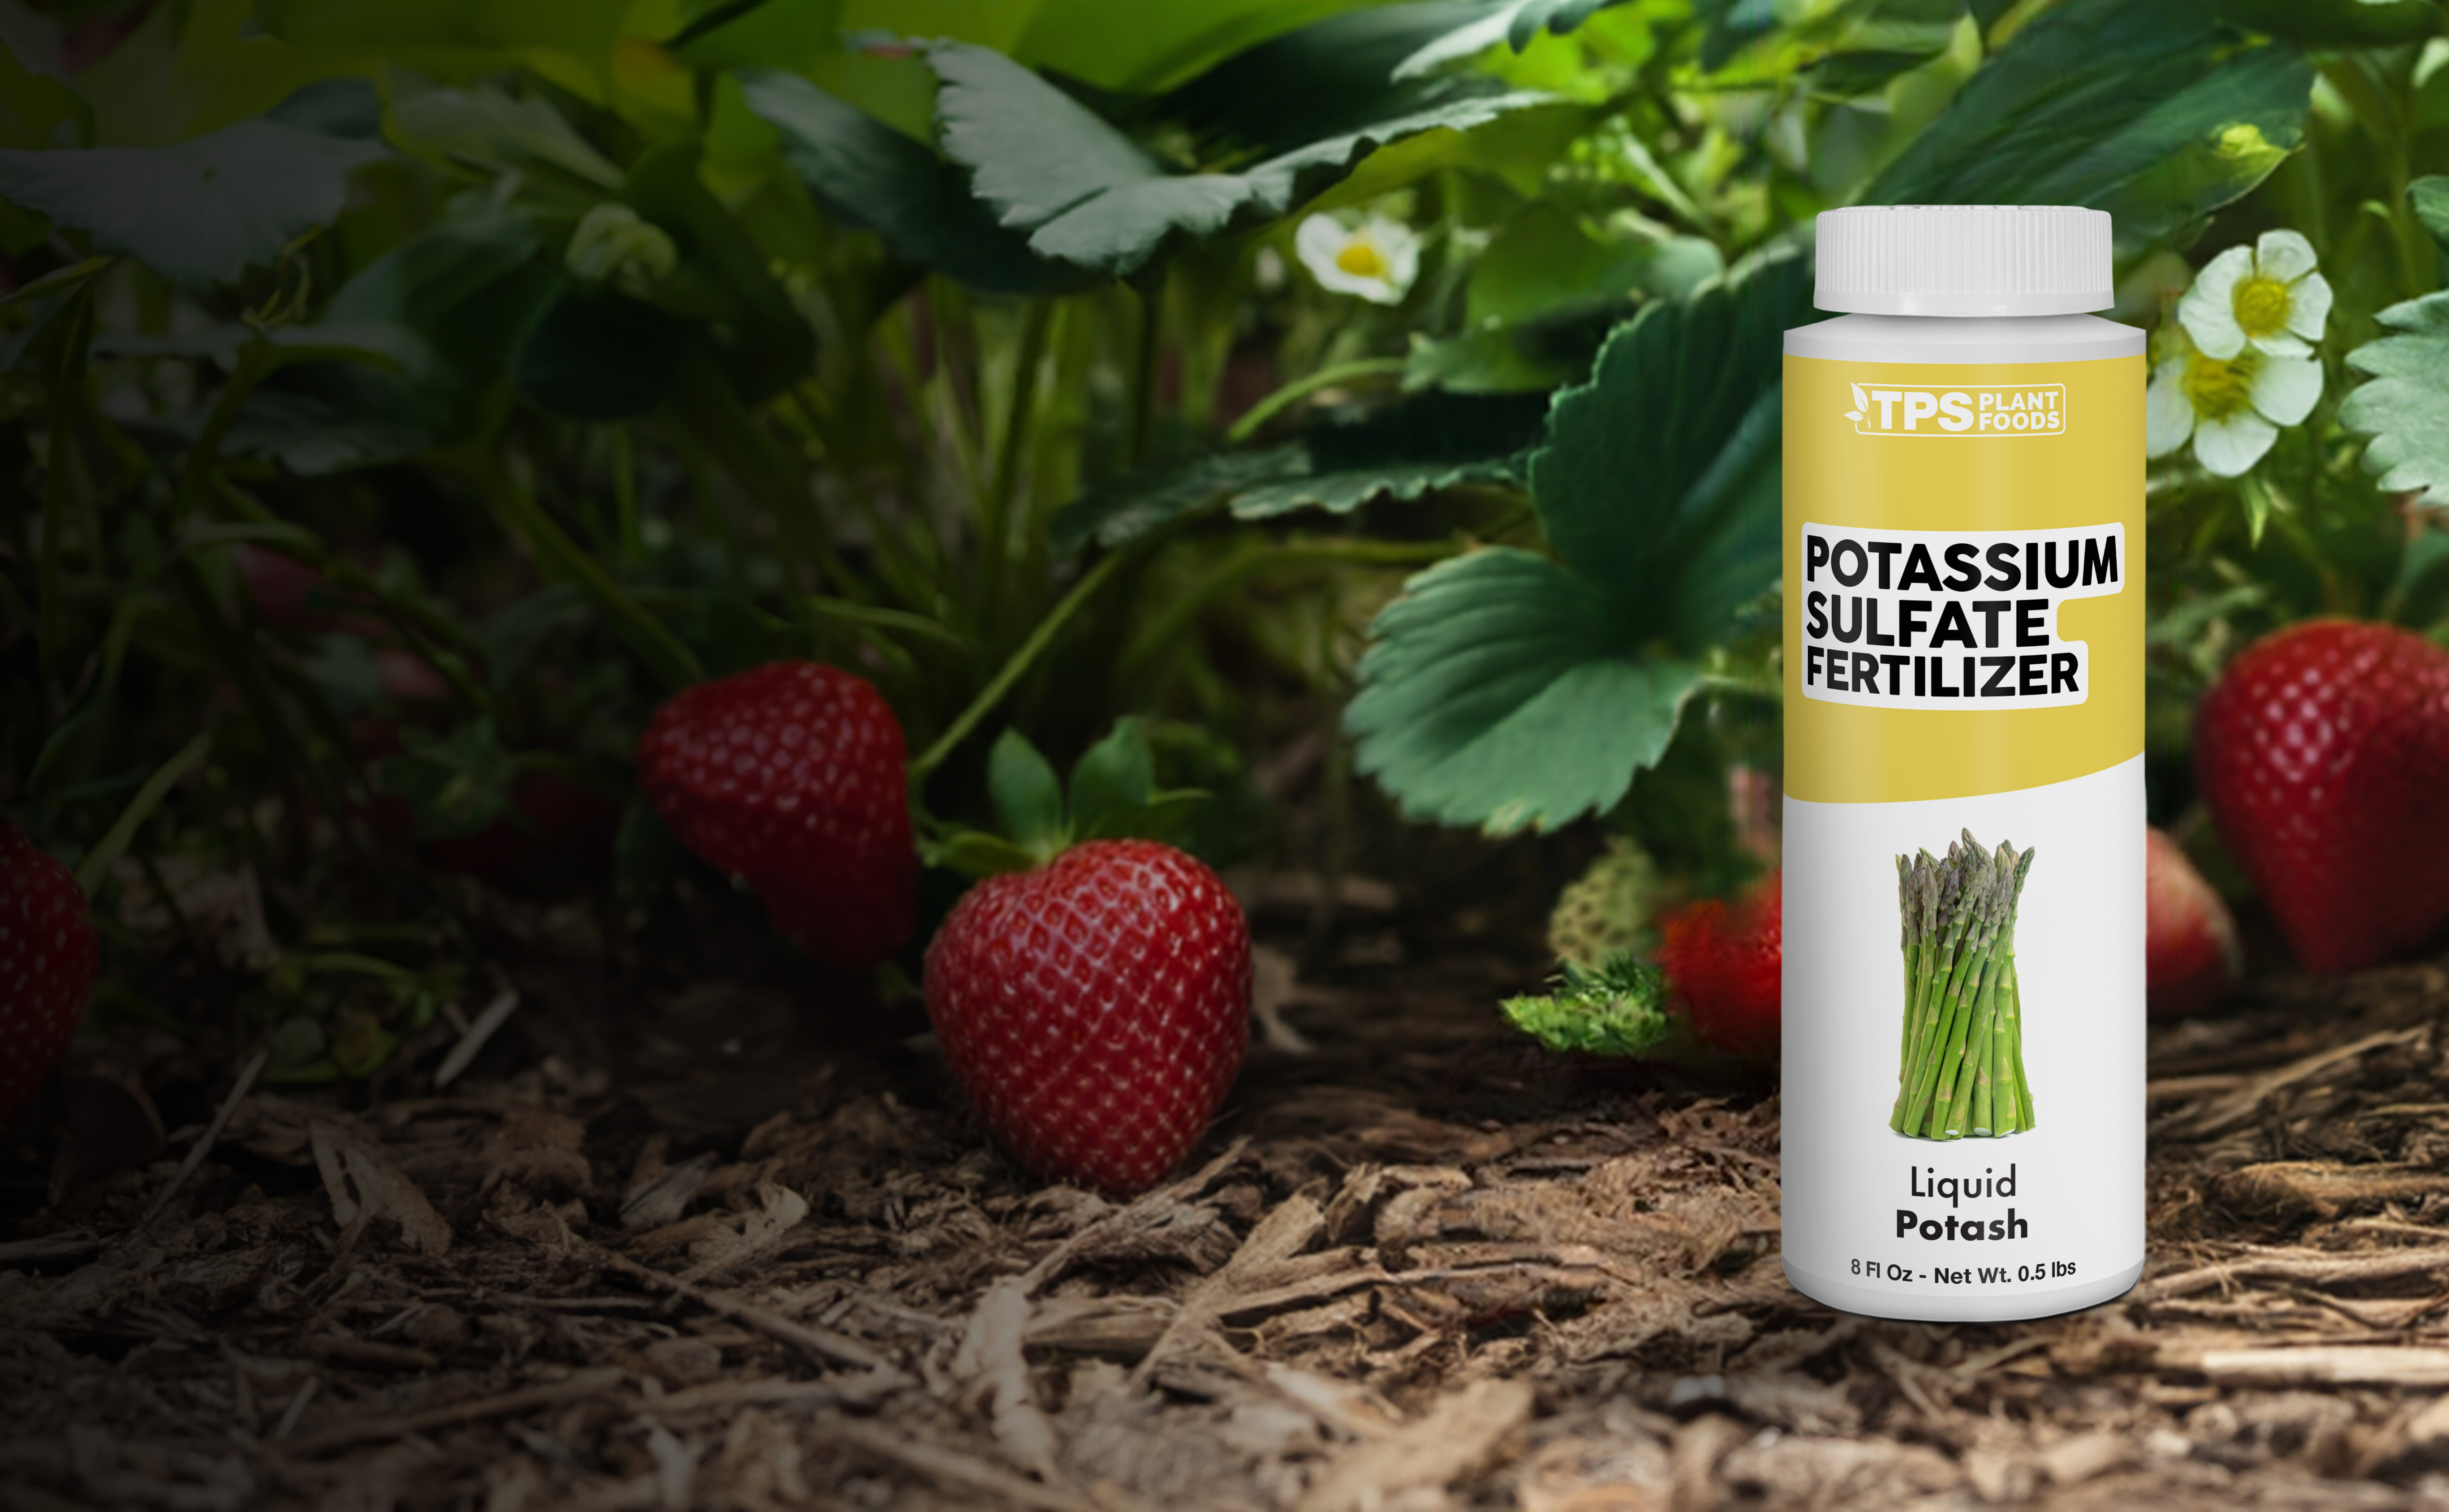 TPS PLANT FOODS
POTASSIUM
SULFATE
FERTILIZER
Liquid
Potash
8 Fl Oz - Net Wt. 0.5 lbs